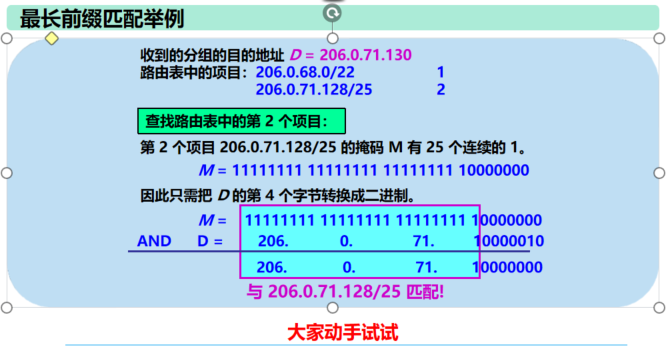 最长前缀匹配举例
收到的分组的目的地址 D = 206.0.71.130
路由表中的项目：206.0.68.0/22 1
206.0.71.128/25 2
查找路由表中的第 2 个项目：
第 2 个项目 206.0.71.128/25 的掩码 M 有 25 个连续的 1。
M = 11111111 11111111 11111111 10000000
因此只需把 D 的第 4 个字节转换成二进制。
M = 11111111 11111111 11111111 10000000
AND D = 206. 0. 71. 10000010
206. 0. 71. 10000000
与 206.0.71.128/25 匹配!
大家动手试试